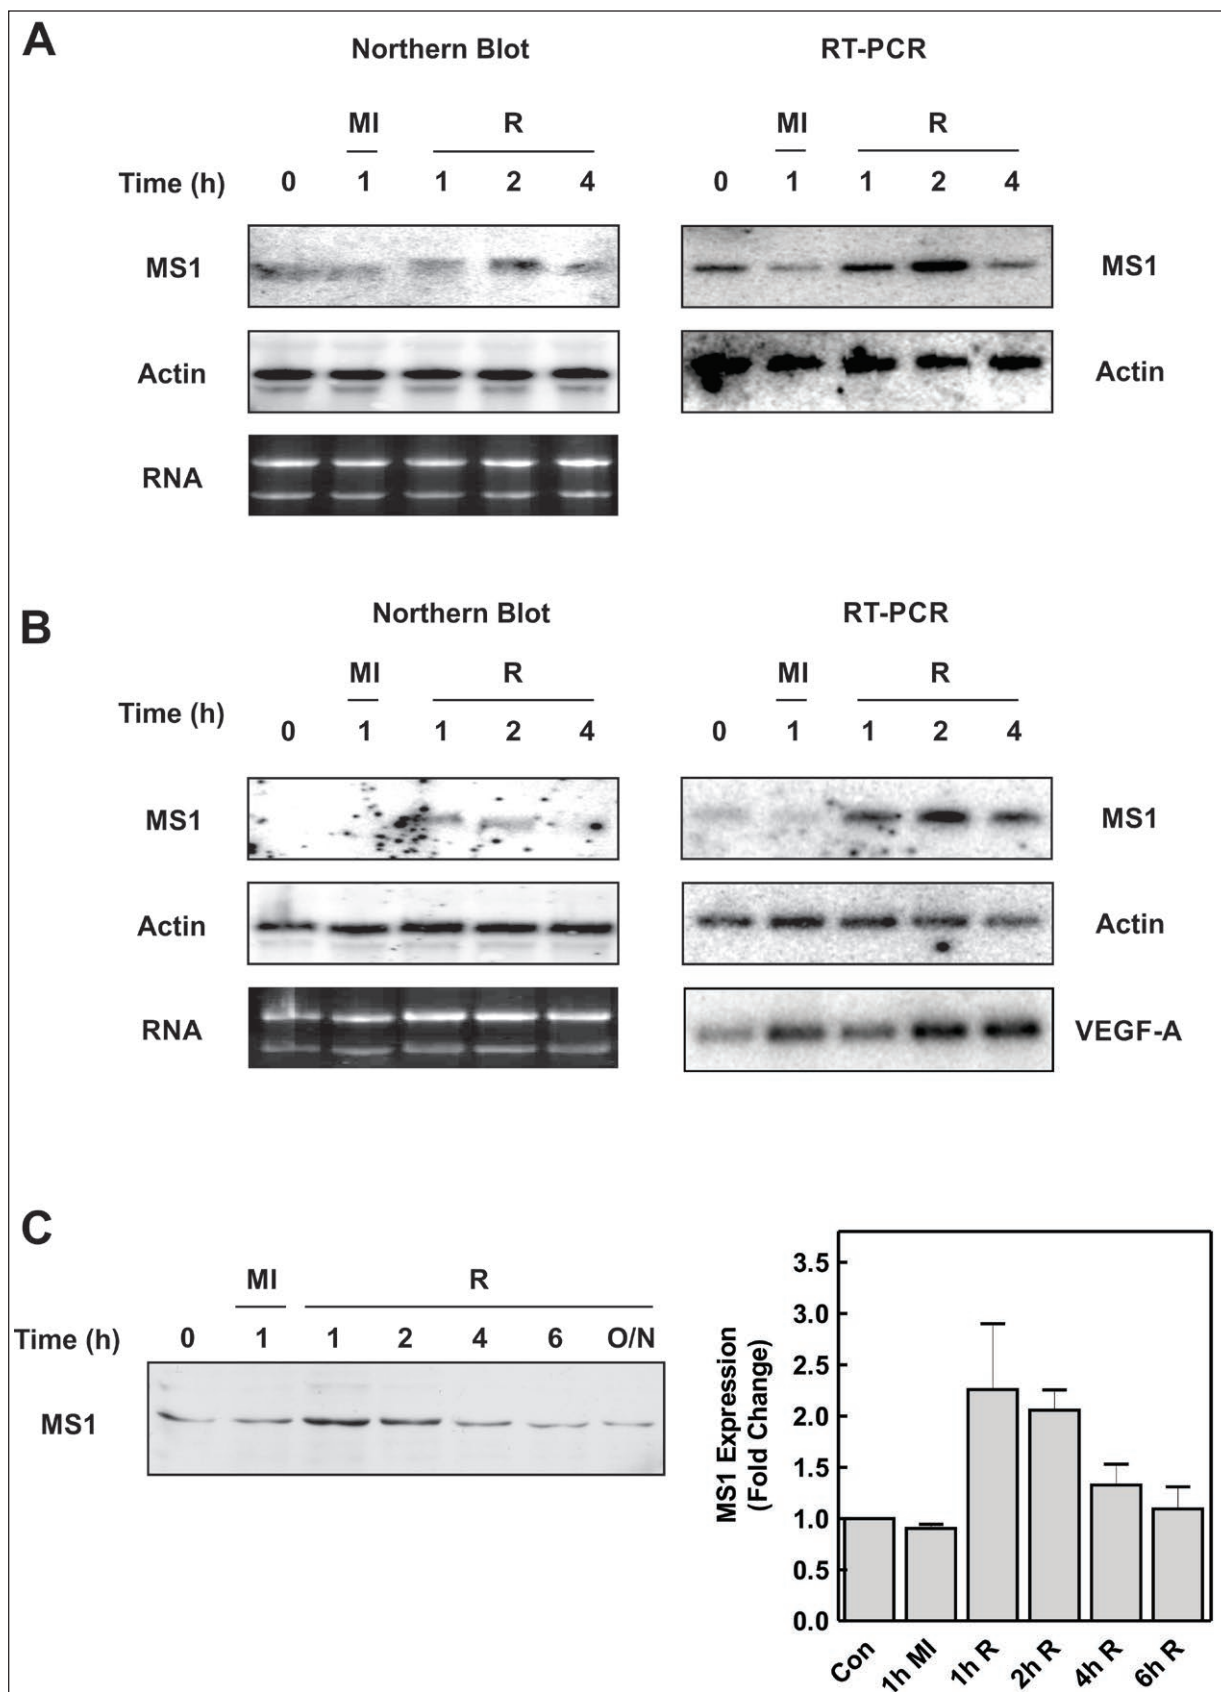 A
Northern Blot RT-PCR
MI R MI R
Time (h) 0 1 1 2 4 0 1 1 2 4
MS1 MS1
Actin Actin
RNA
B
Northern Blot RT-PCR
MI R MI R
Time (h) 0 1 1 2 4 0 1 1 2 4
MS1 MS1
Actin Actin
RNA VEGF-A
C
MI R
Time (h) 0 1 1 2 4 6 O/N
MS1
MS1 Expression
(Fold Change)
3.5
3.0
2.5
2.0
1.5
1.0
0.5
0.0
Con 1h MI 1h R 2h R 4h R 6h R